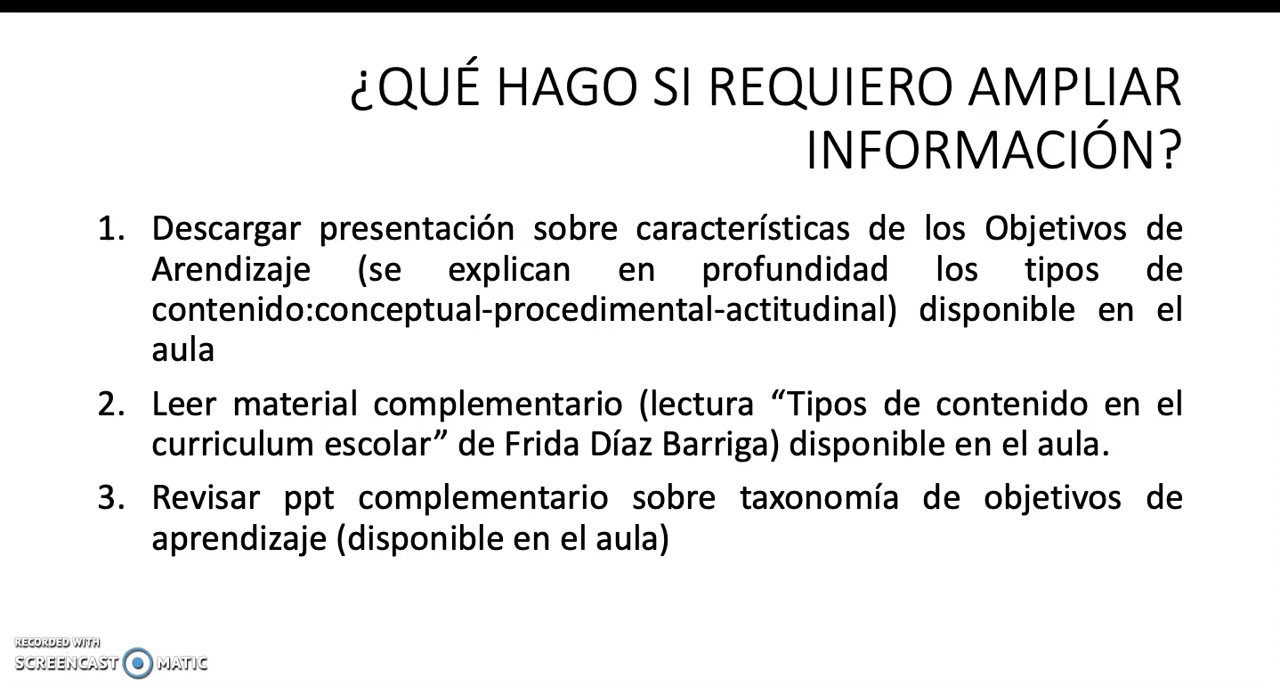 ¿QUÉ HAGO SI REQUIERO AMPLIAR
INFORMACIÓN?
1. Descargar presentación sobre características de los Objetivos de
Arendizaje (se explican en profundidad los tipos de
contenido:conceptual-procedimental-actitudinal) disponible en el
aula
2. Leer material complementario (lectura “Tipos de contenido en el
curriculum escolar” de Frida Díaz Barriga) disponible en el aula.
3. Revisar ppt complementario sobre taxonomía de objetivos de
aprendizaje (disponible en el aula)
RECORDED WITH
SCREENCAST MATIC